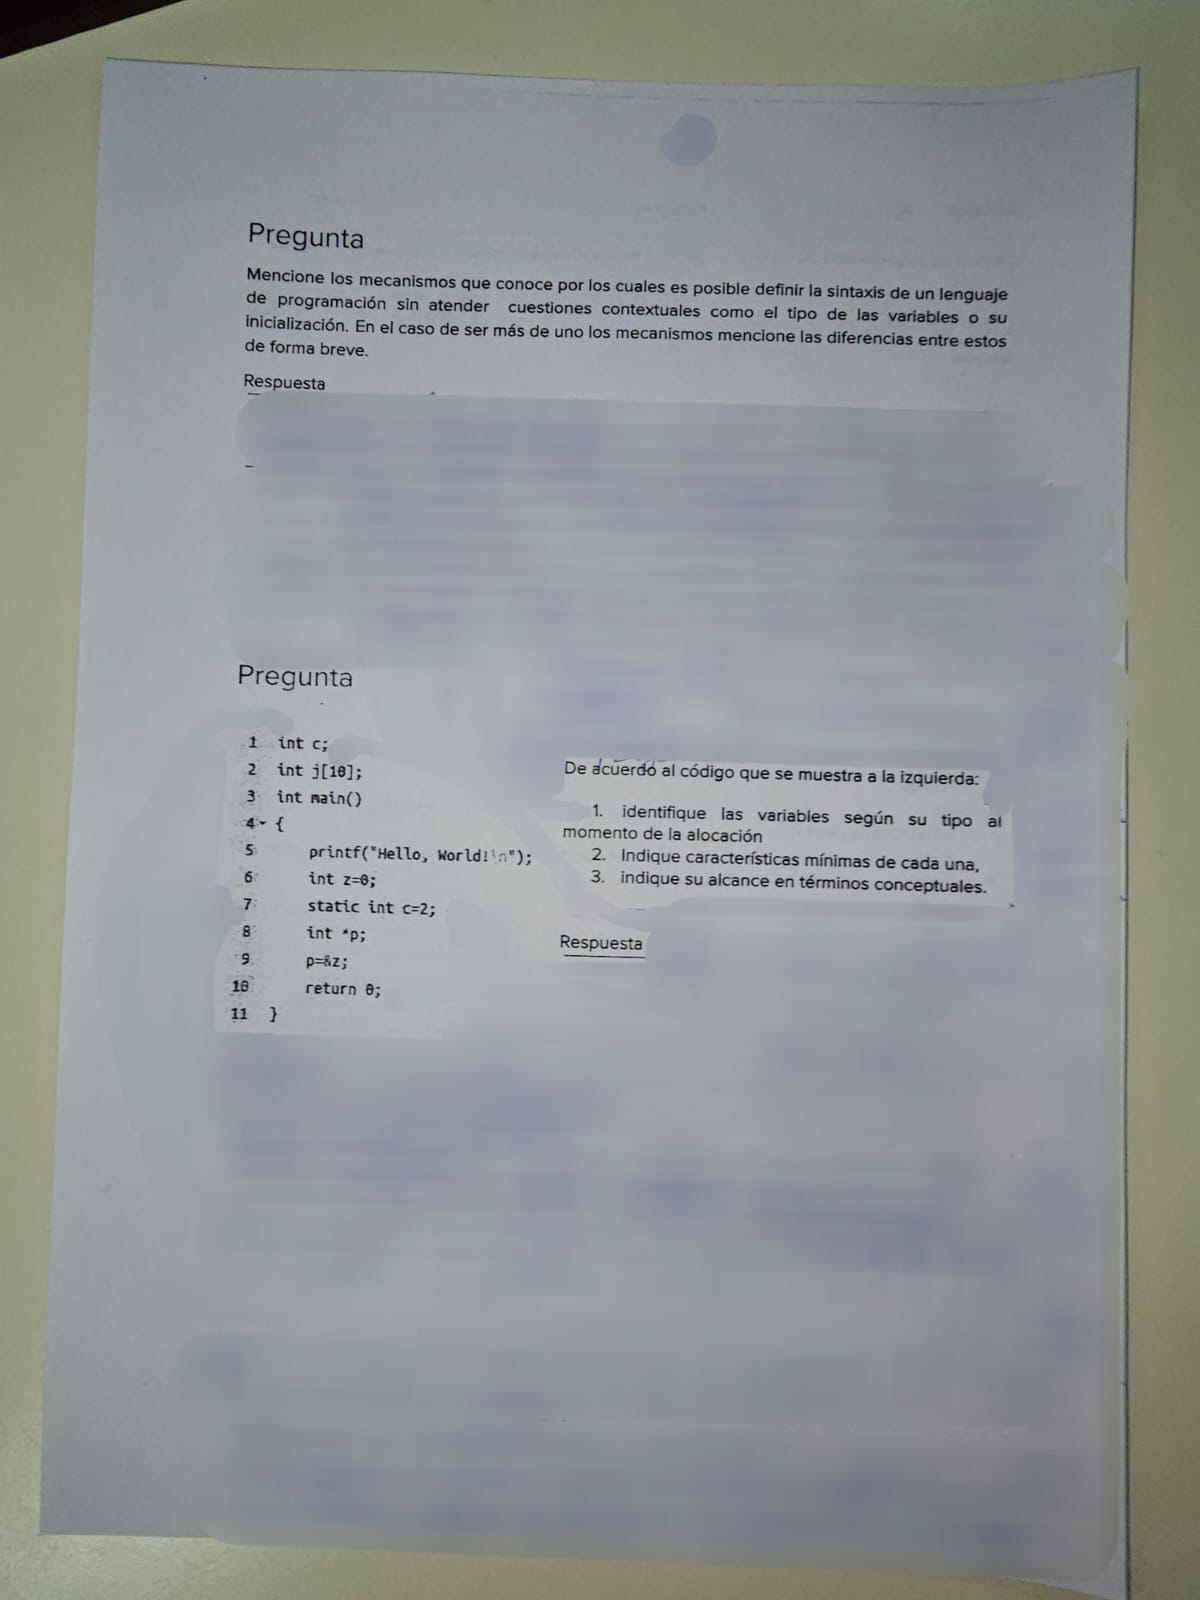 Pregunta
Mencione los mecanismos que conoce por los cuales es posible definir la sintaxis de un lenguaje
de programación sin atender cuestiones contextuales como el tipo de las variables o su
inicialización. En el caso de ser más de uno los mecanismos mencione las diferencias entre estos
de forma breve.
Respuesta
Pregunta
1 int c;
2 int j[10];
3 int main()
4 {
5 printf("Hello, World!\n");
6 int z=0;
7 static int c=2;
8 int *p;
9 p=&z;
10 return 0;
11 }
De acuerdo al código que se muestra a la izquierda:
1. identifique las variables según su tipo al
momento de la alocación
2. Indique características mínimas de cada una,
3. indique su alcance en términos conceptuales.
Respuesta